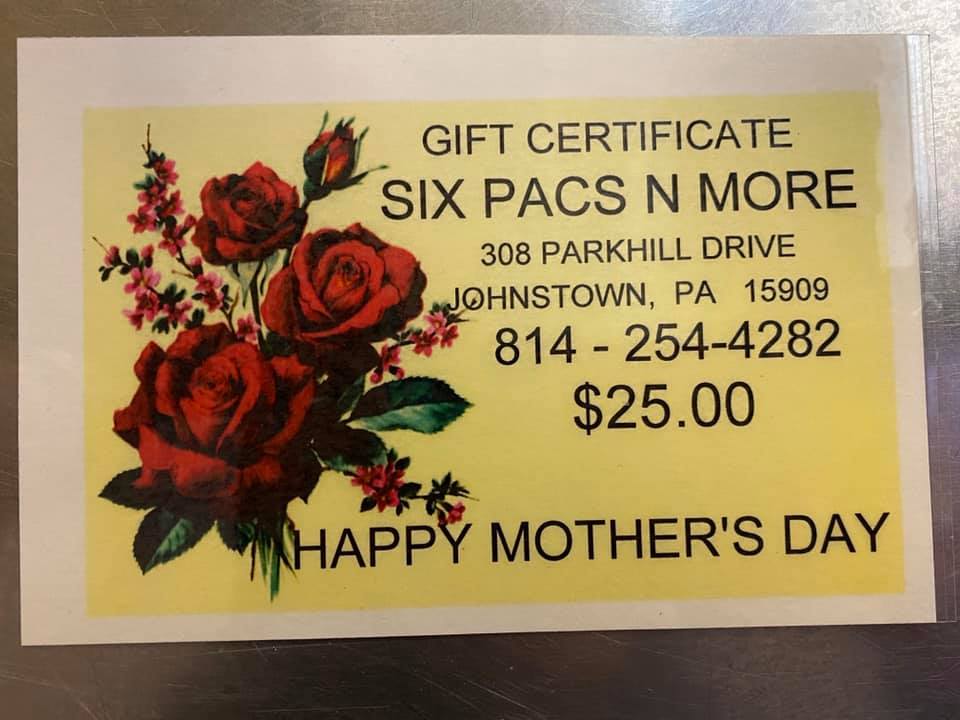 GIFT CERTIFICATE
SIX PACS N MORE
308 PARKHILL DRIVE
JOHNSTOWN, PA 15909
814 - 254-4282
$25.00
HAPPY MOTHER'S DAY